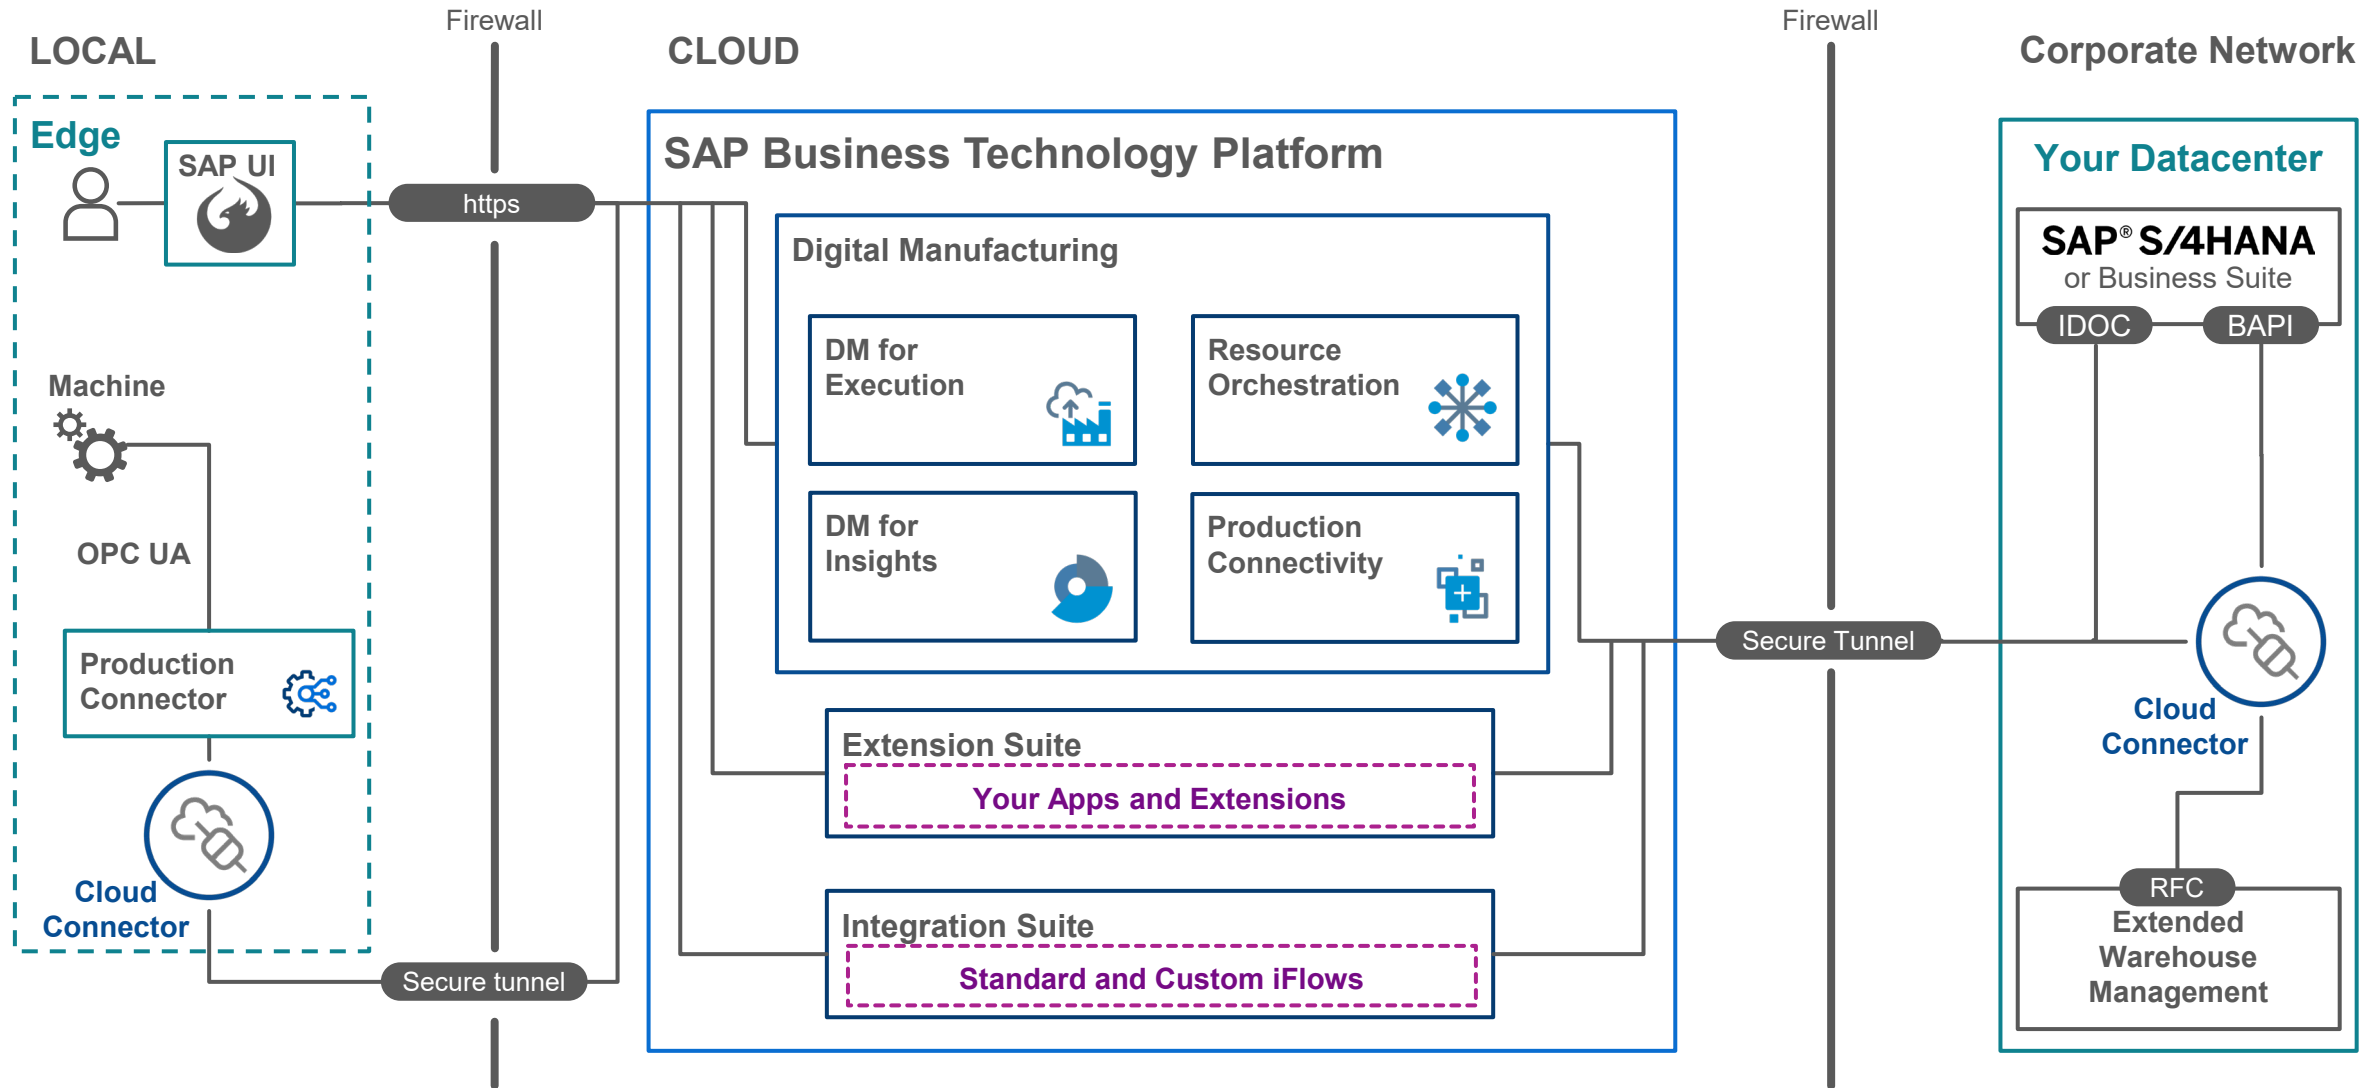 Firewall
Firewall
LOCAL
CLOUD
Corporate Network
Edge
SAP UI
https
SAP Business Technology Platform
Your Datacenter
SAP® S/4HANA
or Business Suite
IDOC
BAPI
Digital Manufacturing
DM for
Execution
Resource
Orchestration
Machine
OPC UA
DM for
Insights
Production
Connectivity
Production
Connector
Secure Tunnel
Cloud
Connector
Extension Suite
Your Apps and Extensions
Cloud
Connector
Integration Suite
Standard and Custom iFlows
Secure tunnel
RFC
Extended
Warehouse
Management